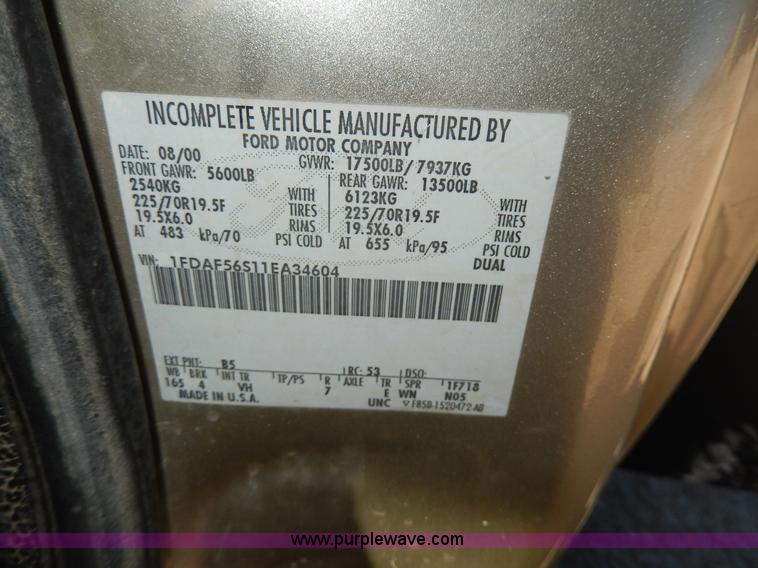 INCOMPLETE VEHICLE MANUFACTURED BY
FORD MOTOR COMPANY
DATE: 08/00 GVWR: 17500LB/ 7937KG
FRONT GAWR: 5600LB REAR GAWR: 13500LB
2540KG WITH 6123KG WITH
225/70R19.5F TIRES 225/70R19.5F TIRES
19.5X6.0 RIMS 19.5X6.0 RIMS
AT 483 kPa/70 PSI COLD AT 655 kPa/95 PSI COLD
DUAL
VIN: 1FDAF56S11EA34604
EXT PNT: B5 RC: 53 DSO:
WB BRK INT TR TP/PS R AXLE TR SPR 1F718
165 4 VH 7 E WN N05
MADE IN U.S.A. UNC F85B-1520472-AB
www.purplewave.com